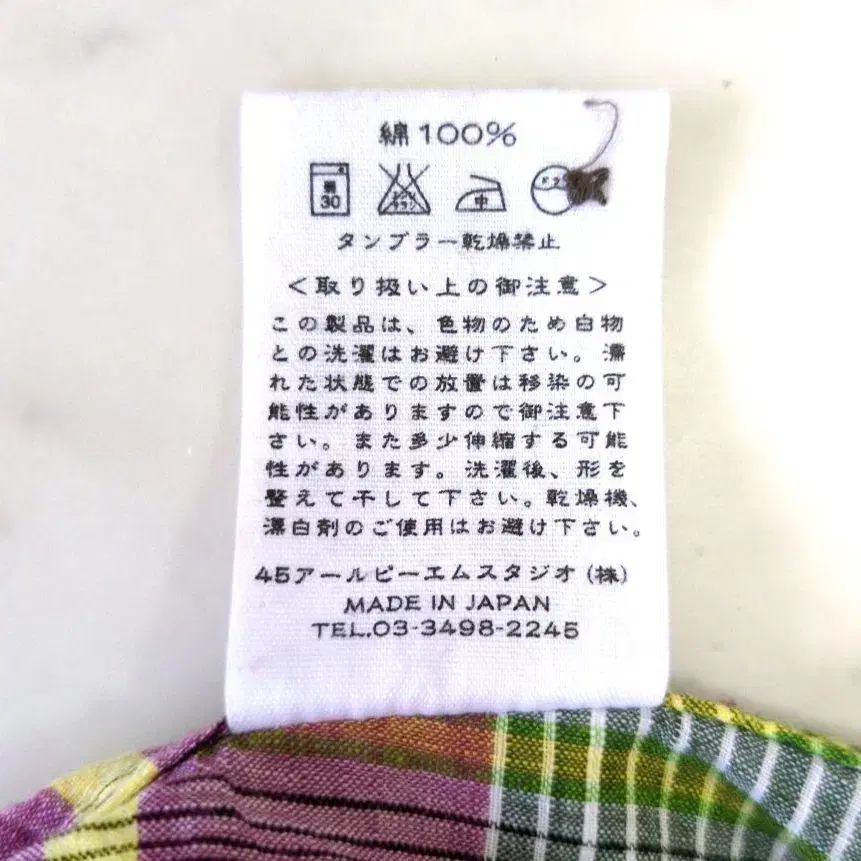 綿 100%
30
中
ドライ
タンブラー乾燥禁止
＜取り扱い上の御注意＞
この製品は、色物のため白物
との洗濯はお避け下さい。濡
れた状態での放置は移染の可
能性がありますので御注意下
さい。また多少伸縮する可能
性があります。洗濯後、形を
整えて干して下さい。乾燥機、
漂白剤のご使用はお避け下さい。
45アールピーエムスタジオ(株)
MADE IN JAPAN
TEL.03-3498-2245